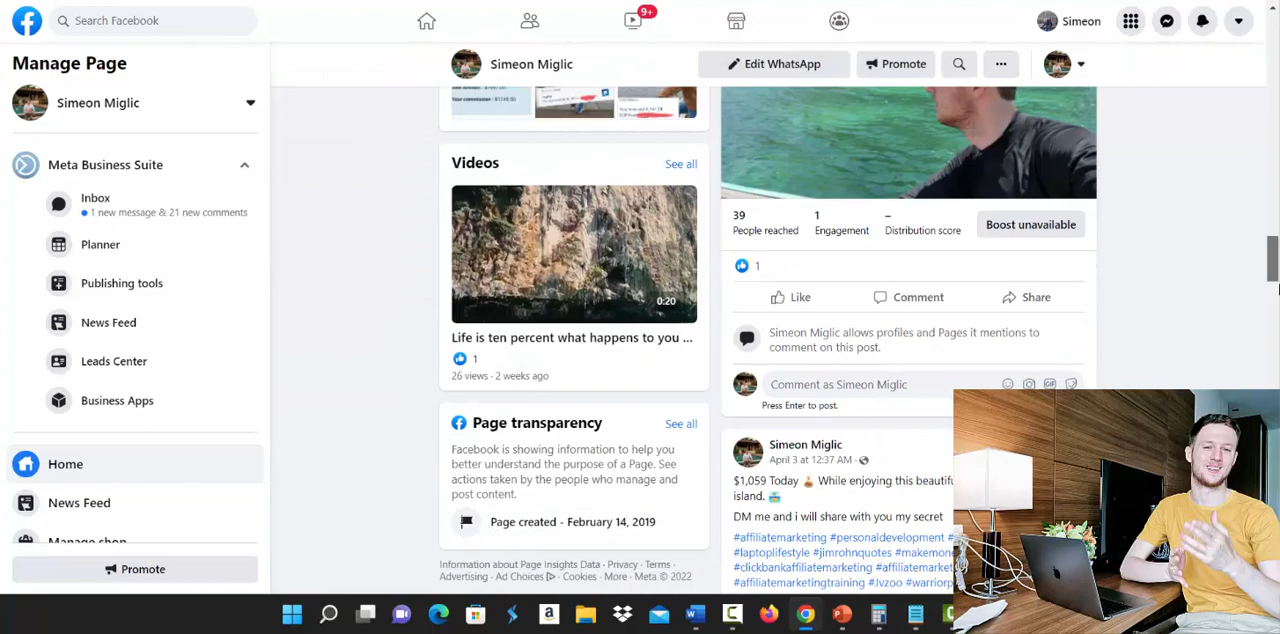 Search Facebook
9+
Simeon
Manage Page
Simeon Miglic
Edit WhatsApp
Promote
Simeon Miglic
Meta Business Suite
Inbox
1 new message & 21 new comments
Planner
Publishing tools
News Feed
Leads Center
Business Apps
Home
News Feed
Manage shop
Promote
Videos
See all
0:20
Life is ten percent what happens to you ...
1
26 views · 2 weeks ago
Page transparency
See all
Facebook is showing information to help you
better understand the purpose of a Page. See
actions taken by the people who manage and
post content.
Page created - February 14, 2019
Information about Page Insights Data · Privacy · Terms ·
Advertising · Ad Choices · Cookies · More · Meta © 2022
39
People reached
1
Engagement
–
Distribution score
Boost unavailable
1
Like
Comment
Share
Simeon Miglic allows profiles and Pages it mentions to
comment on this post.
Comment as Simeon Miglic
GIF
Press Enter to post.
Simeon Miglic
April 3 at 12:37 AM ·
$1,059 Today While enjoying this beautifu
island.
DM me and i will share with you my secret
#affiliatemarketing #personaldevelopment #
#laptoplifestyle #jimrohnquotes #makemon
#clickbankaffiliatemarketing #affiliatemarket
#affiliatemarketingtraining #Jvzoo #warriorp